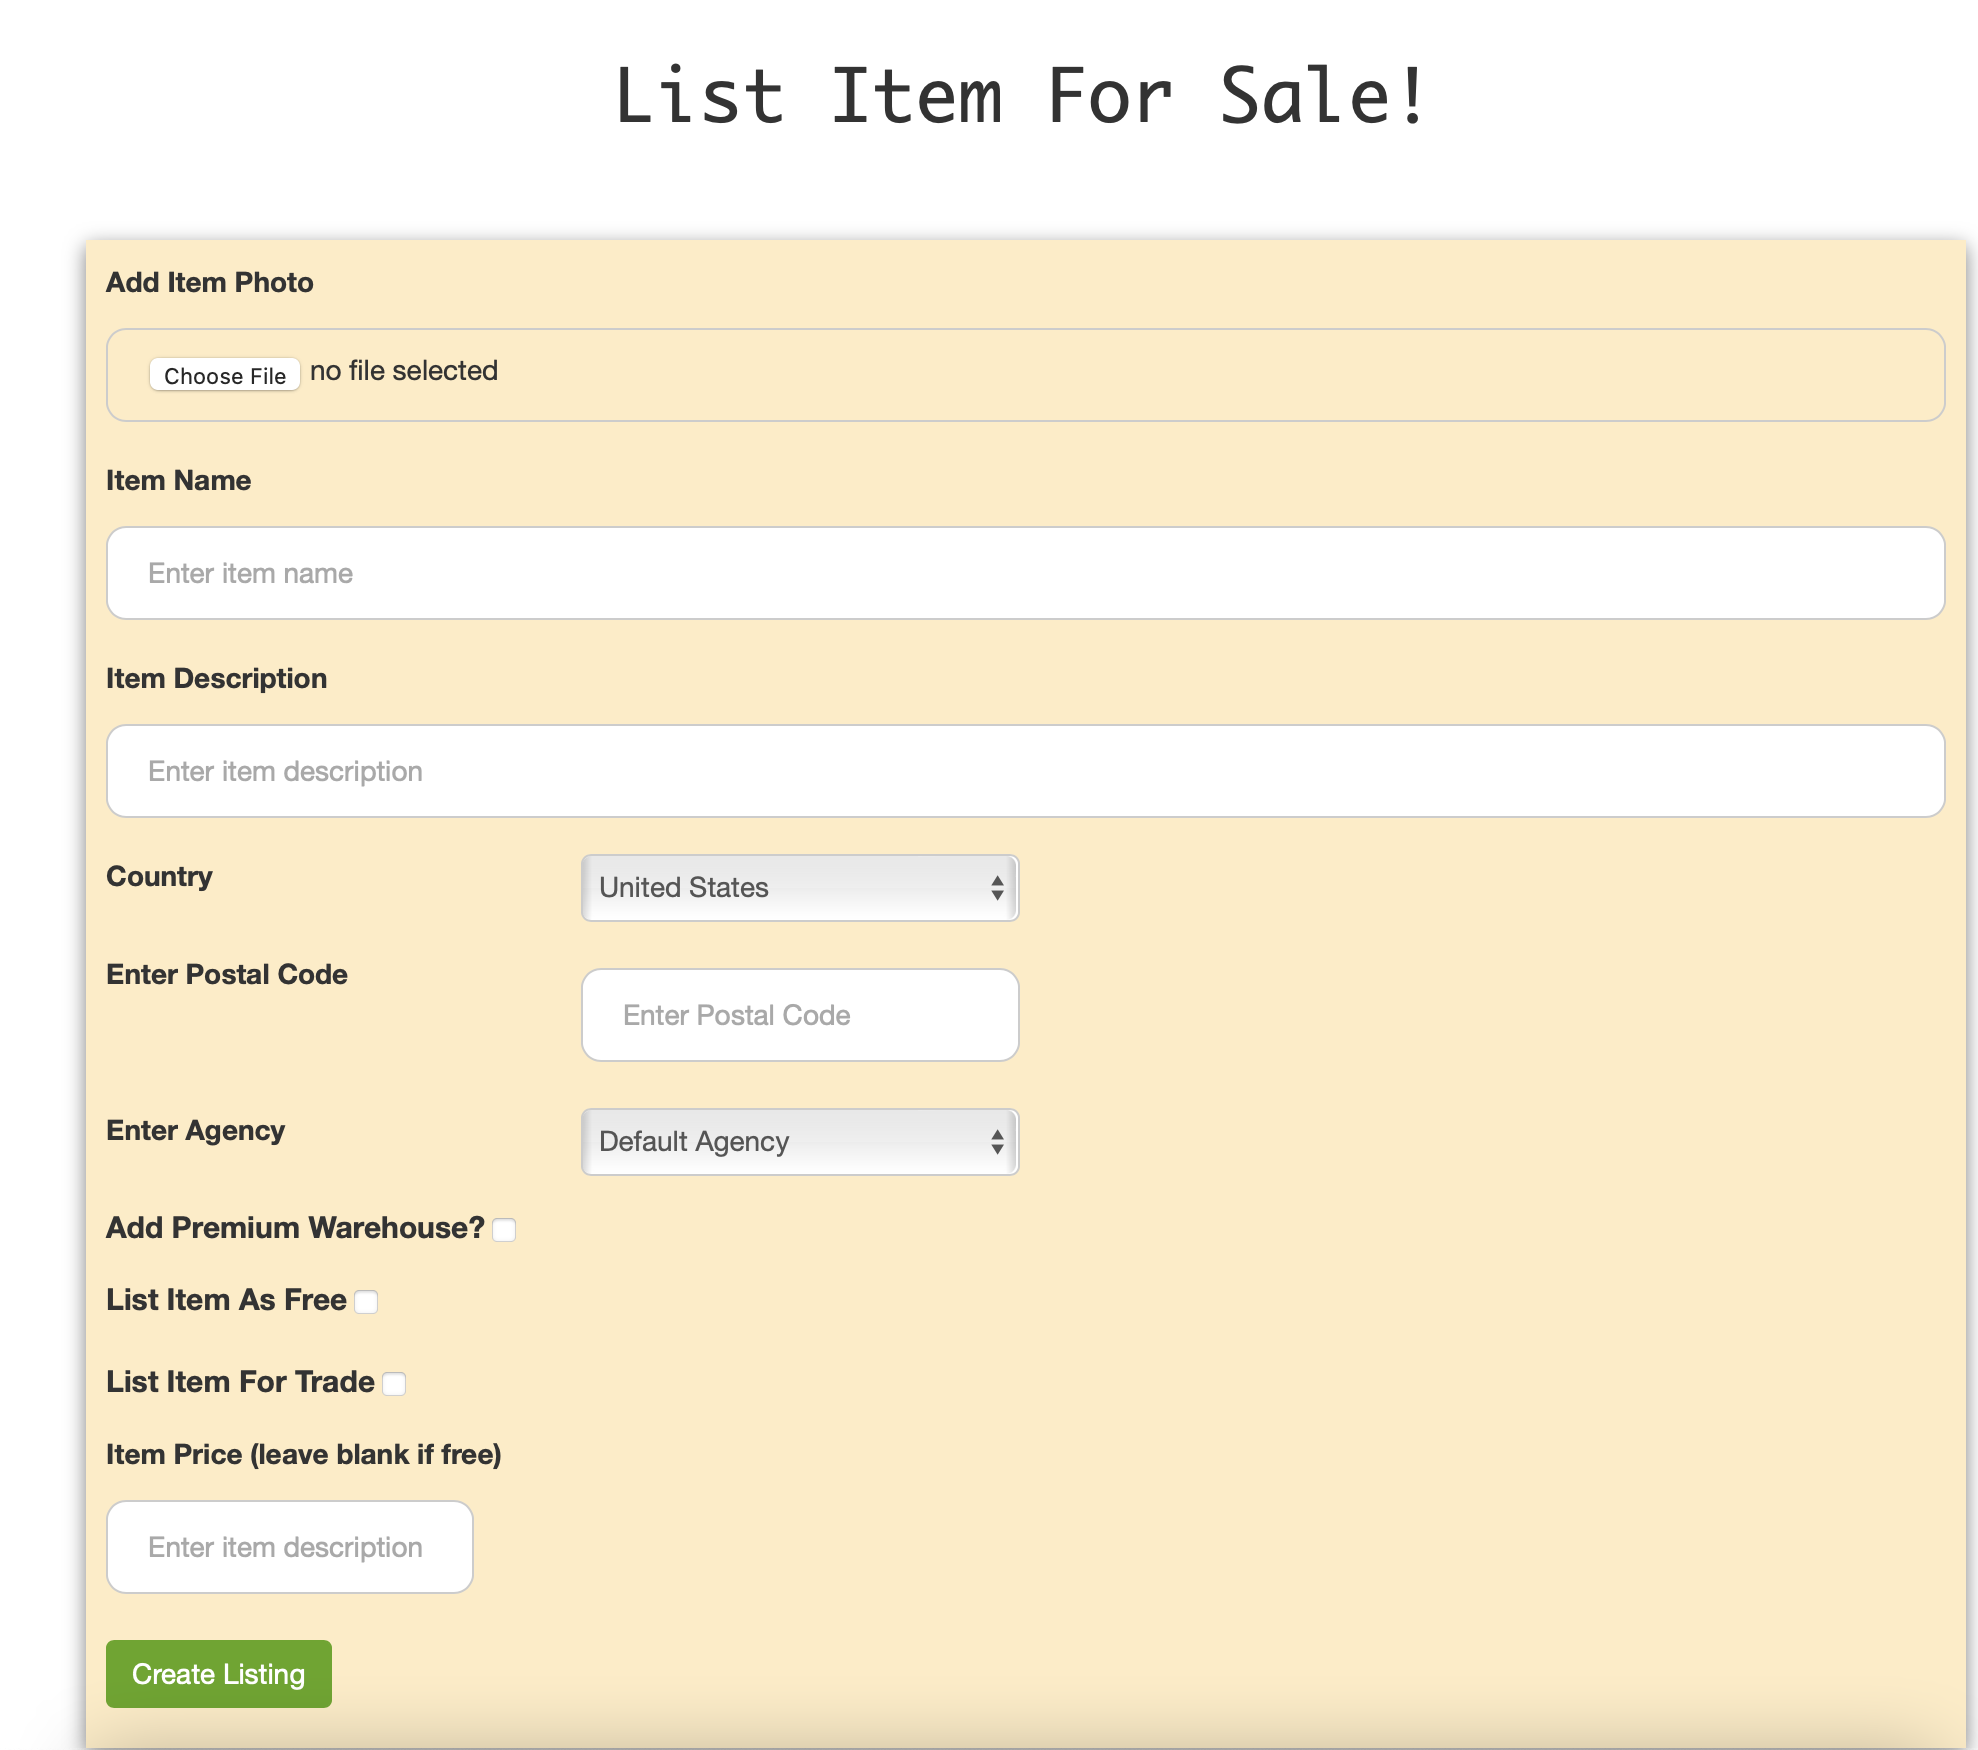 List Item For Sale!
Add Item Photo
Choose File no file selected
Item Name
Enter item name
Item Description
Enter item description
Country United States
Enter Postal Code Enter Postal Code
Enter Agency Default Agency
Add Premium Warehouse?
List Item As Free
List Item For Trade
Item Price (leave blank if free)
Enter item description
Create Listing